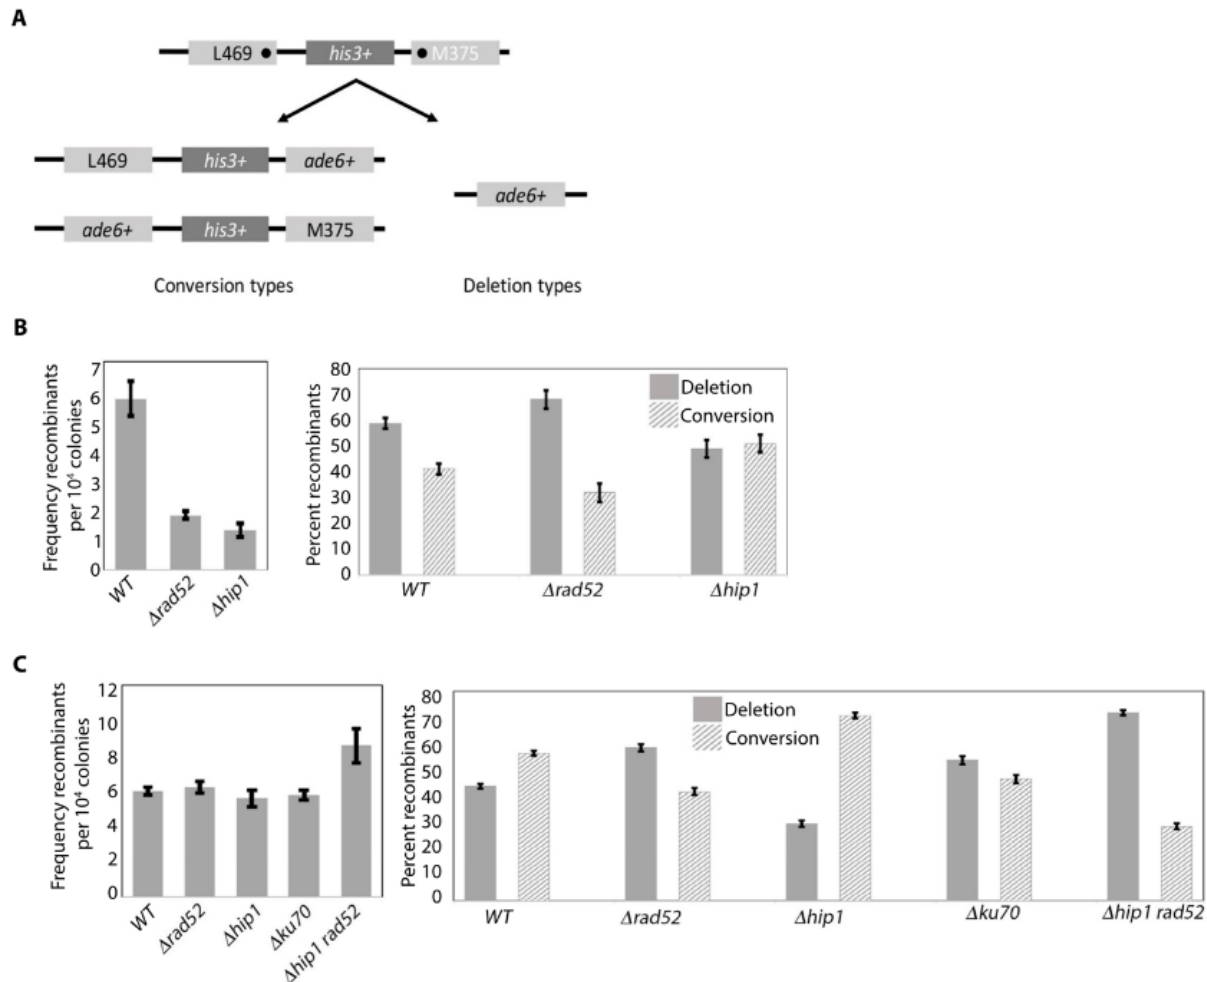 A
L469 his3+ M375
L469 his3+ ade6+
ade6+
ade6+ his3+ M375
Conversion types Deletion types
B
Frequency recombinants
per 10⁴ colonies
7
6
5
4
3
2
1
0
WT Δrad52 Δhip1
Percent recombinants
80
70
60
50
40
30
20
10
0
Deletion
Conversion
WT Δrad52 Δhip1
C
Frequency recombinants
per 10⁴ colonies
12
10
8
6
4
2
0
WT Δrad52 Δhip1 Δku70 Δhip1 rad52
Percent recombinants
80
70
60
50
40
30
20
10
0
Deletion
Conversion
WT Δrad52 Δhip1 Δku70 Δhip1 rad52